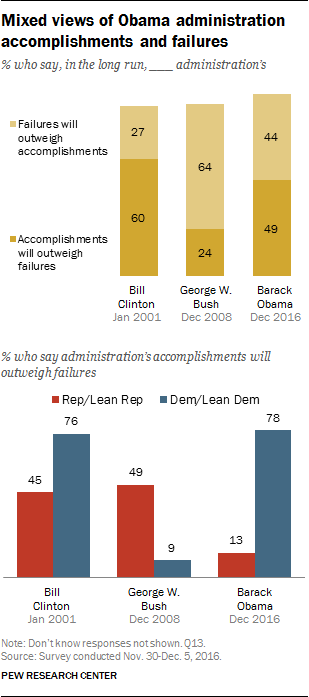 Mixed views of Obama administration
accomplishments and failures
% who say, in the long run, ___ administration's
Failures will
outweigh
accomplishments
Accomplishments
will outweigh
failures
27
60
64
24
44
49
Bill
Clinton
Jan 2001
George W.
Bush
Dec 2008
Barack
Obama
Dec 2016
% who say administration's accomplishments will
outweigh failures
Rep/Lean Rep
Dem/Lean Dem
45
76
49
9
13
78
Bill
Clinton
Jan 2001
George W.
Bush
Dec 2008
Barack
Obama
Dec 2016
Note: Don't know responses not shown. Q13.
Source: Survey conducted Nov. 30-Dec. 5, 2016.
PEW RESEARCH CENTER